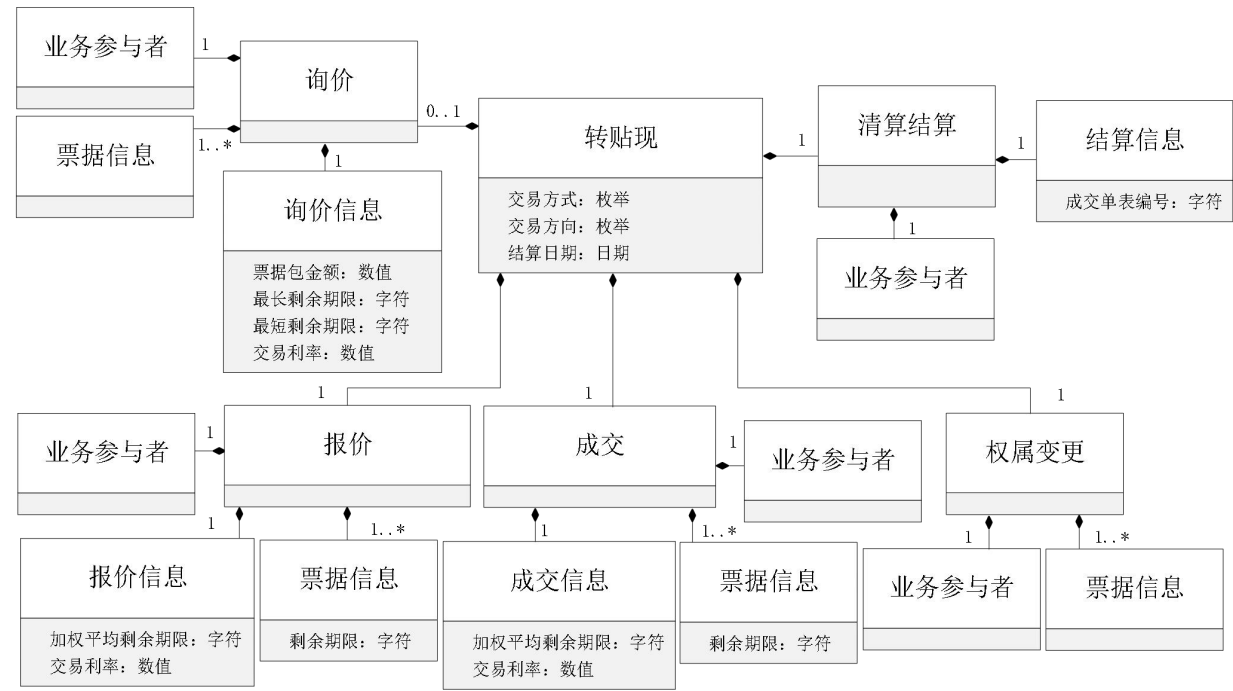 业务参与者
1
询价
票据信息
1..*
1
询价信息
票据包金额：数值
最长剩余期限：字符
最短剩余期限：字符
交易利率：数值
0..1
转贴现
交易方式：枚举
交易方向：枚举
结算日期：日期
1
清算结算
1
结算信息
成交单表编号：字符
1
业务参与者
1
1
1
业务参与者
1
报价
1
报价信息
加权平均剩余期限：字符
交易利率：数值
1..*
票据信息
剩余期限：字符
成交
1
业务参与者
1
成交信息
加权平均剩余期限：字符
交易利率：数值
1..*
票据信息
剩余期限：字符
权属变更
1
业务参与者
1..*
票据信息